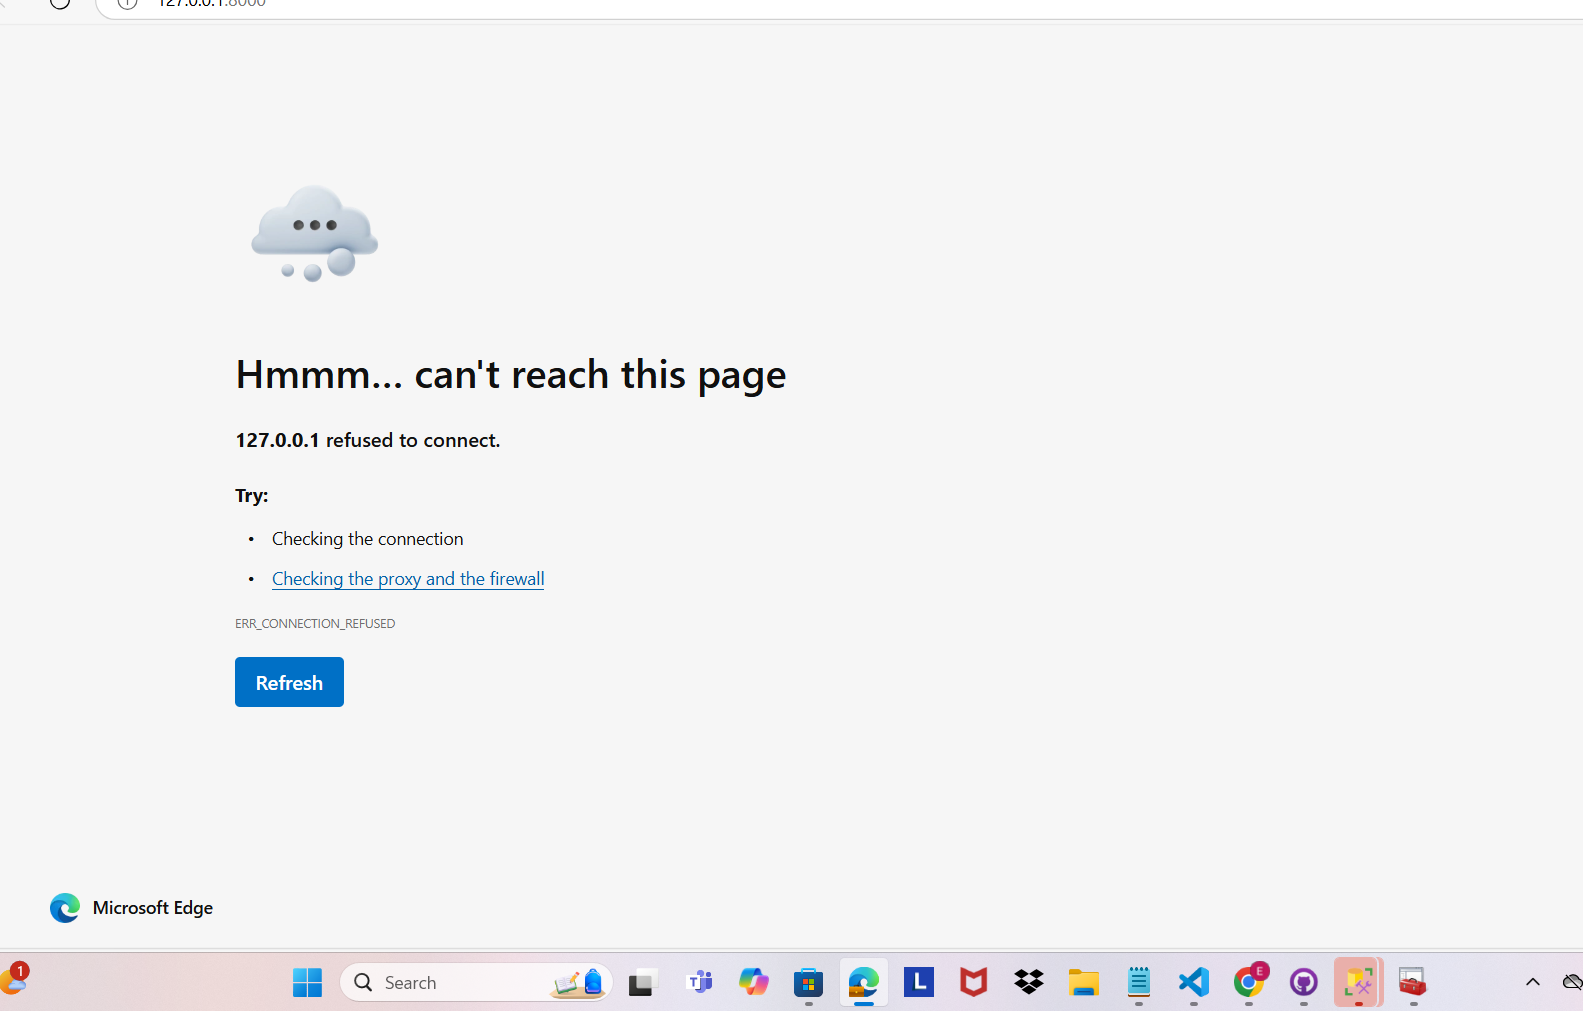 127.0.0.1:8000
Hmmm... can't reach this page
127.0.0.1 refused to connect.
Try:
• Checking the connection
• Checking the proxy and the firewall
ERR_CONNECTION_REFUSED
Refresh
Microsoft Edge
1
Search
T
L
E